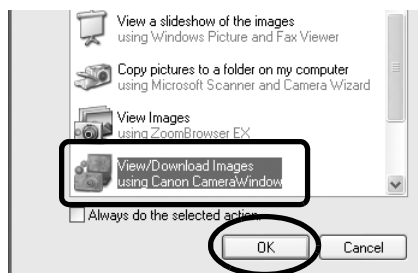 View a slideshow of the images
using Windows Picture and Fax Viewer
Copy pictures to a folder on my computer
using Microsoft Scanner and Camera Wizard
View Images
using ZoomBrowser EX
View/Download Images
using Canon CameraWindow
Always do the selected action.
OK
Cancel